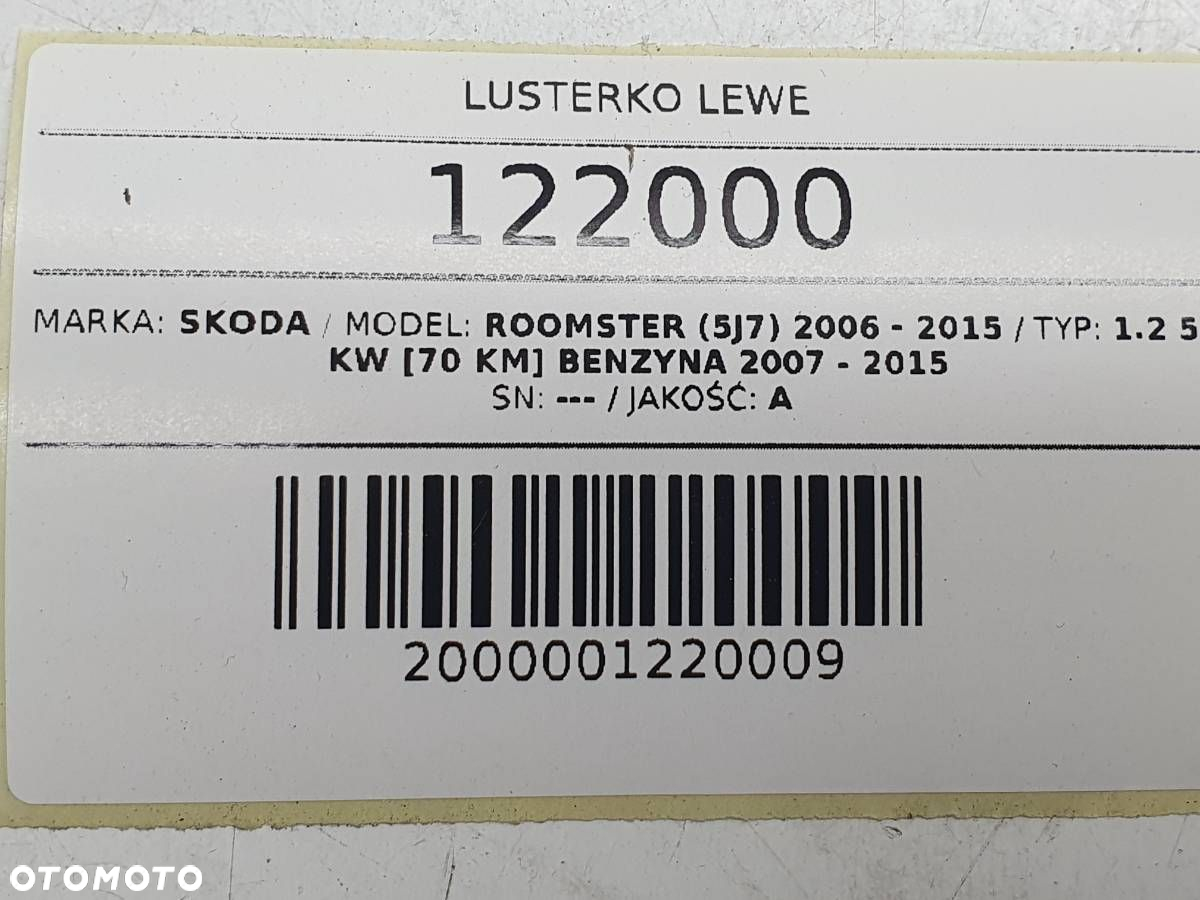 LUSTERKO LEWE
122000
MARKA: SKODA / MODEL: ROOMSTER (5J7) 2006 - 2015 / TYP: 1.2 5
KW [70 KM] BENZYNA 2007 - 2015
SN: --- / JAKOŚĆ: A
2000001220009
OTOMOTO